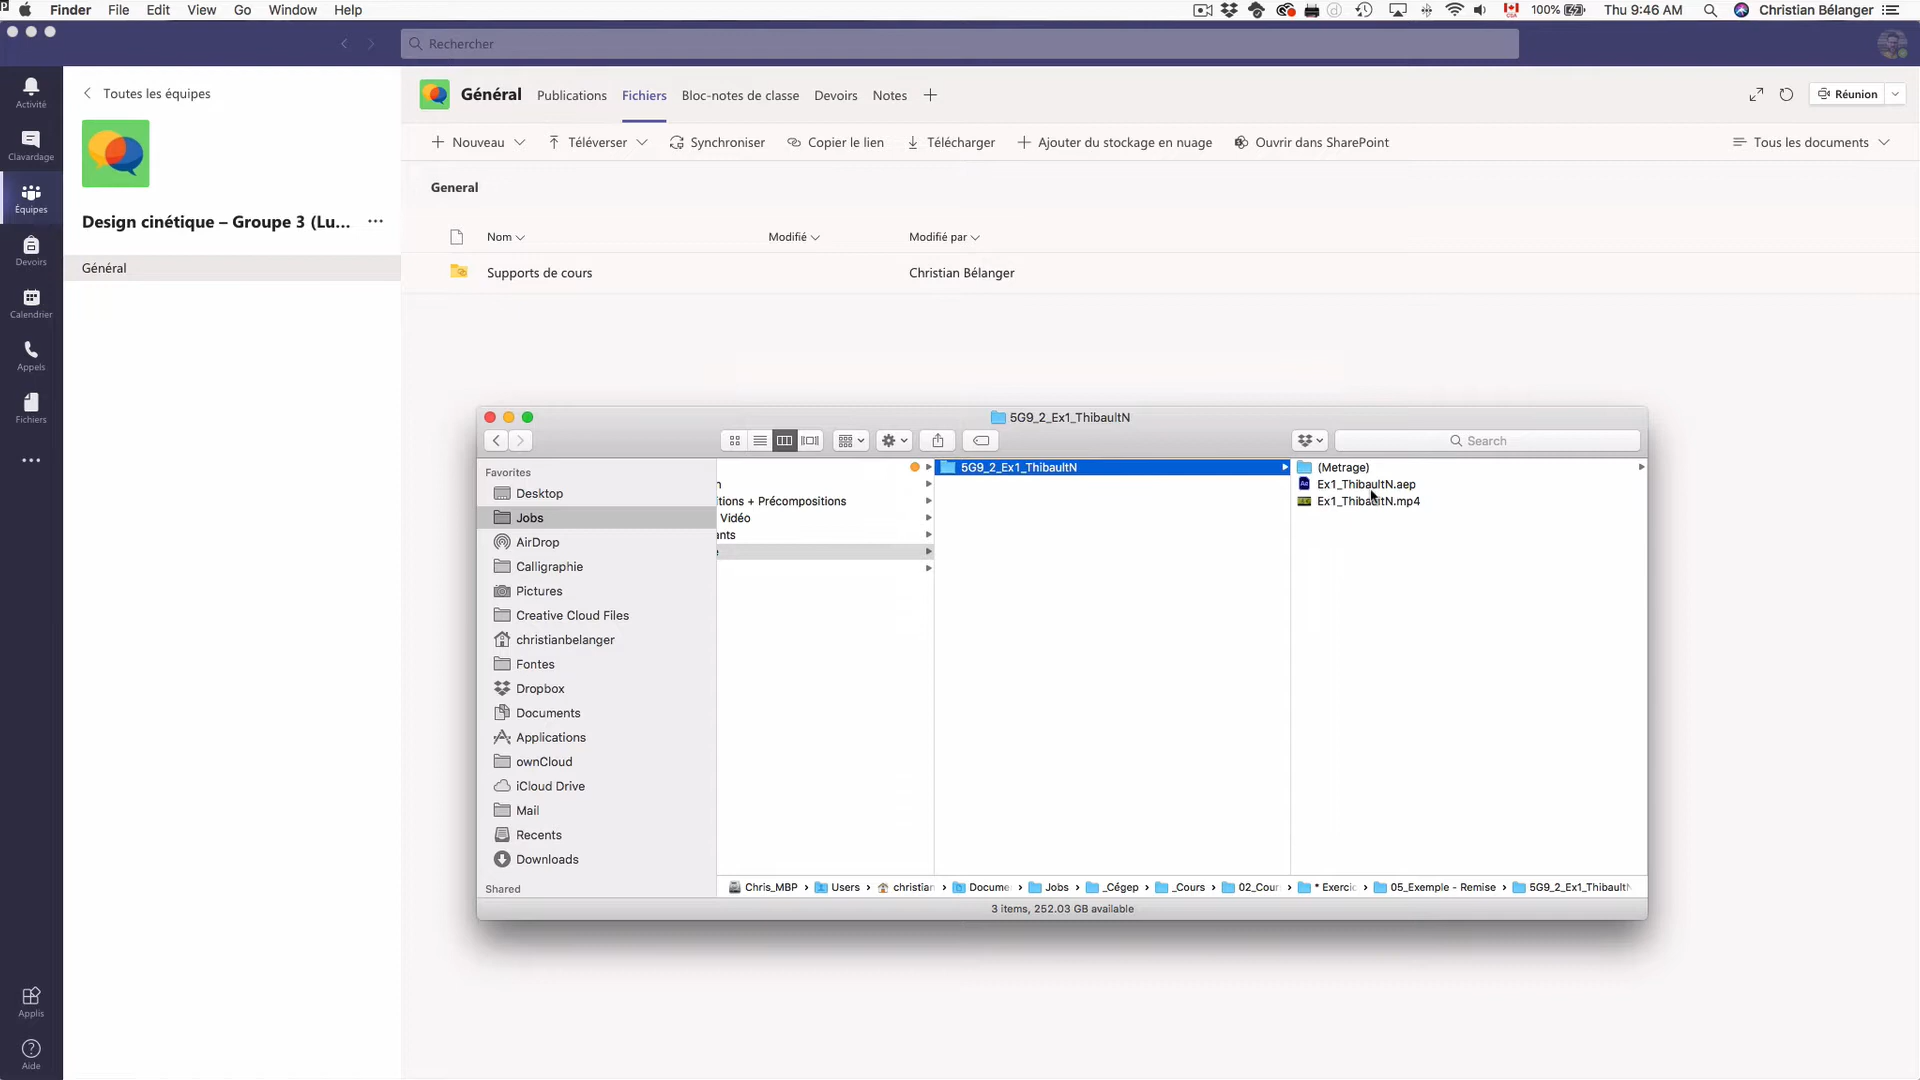 Finder File Edit View Go Window Help 100% Thu 9:46 AM Christian Bélanger
Rechercher
Activité
Clavardage
Équipes
Devoirs
Calendrier
Appels
Fichiers
Applis
Aide
Toutes les équipes
Design cinétique – Groupe 3 (Lu...
Général
Général Publications Fichiers Bloc-notes de classe Devoirs Notes Réunion
Nouveau Téléverser Synchroniser Copier le lien Télécharger Ajouter du stockage en nuage Ouvrir dans SharePoint Tous les documents
General
Nom Modifié Modifié par
Supports de cours Christian Bélanger
5G9_2_Ex1_ThibaultN
Search
Favorites
Desktop
Jobs
AirDrop
Calligraphie
Pictures
Creative Cloud Files
christianbelanger
Fontes
Dropbox
Documents
Applications
ownCloud
iCloud Drive
Mail
Recents
Downloads
Shared
n
itions + Précompositions
Vidéo
ants
5G9_2_Ex1_ThibaultN
(Metrage)
Ex1_ThibaultN.aep
Ex1_ThibaultN.mp4
Chris_MBP Users christian Docume Jobs _Cégep _Cours 02_Cour * Exercic 05_Exemple - Remise 5G9_2_Ex1_ThibaultN
3 items, 252.03 GB available